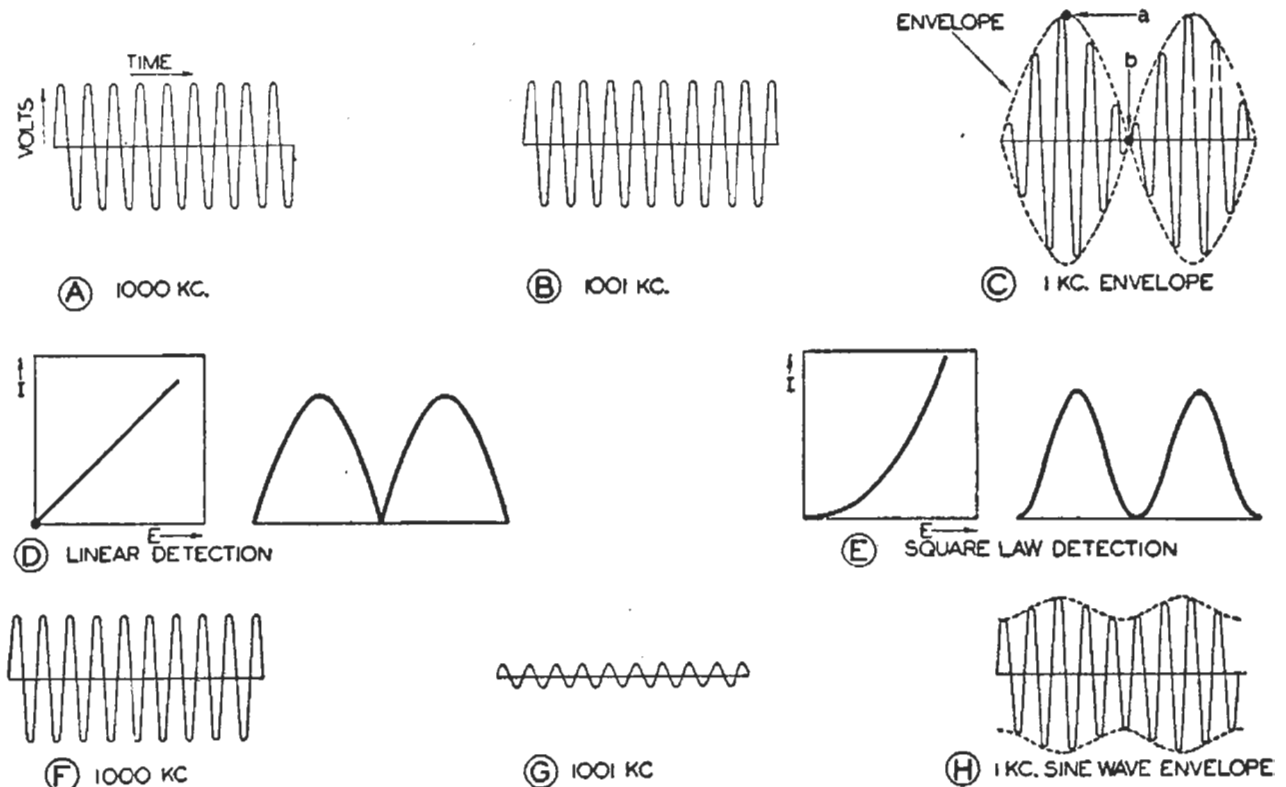 TIME
VOLTS
ENVELOPE
a
b
A 1000 KC.
B 1001 KC.
C 1 KC. ENVELOPE
I
E
I
E
D LINEAR DETECTION
E SQUARE LAW DETECTION
F 1000 KC
G 1001 KC
H 1 KC. SINE WAVE ENVELOPE